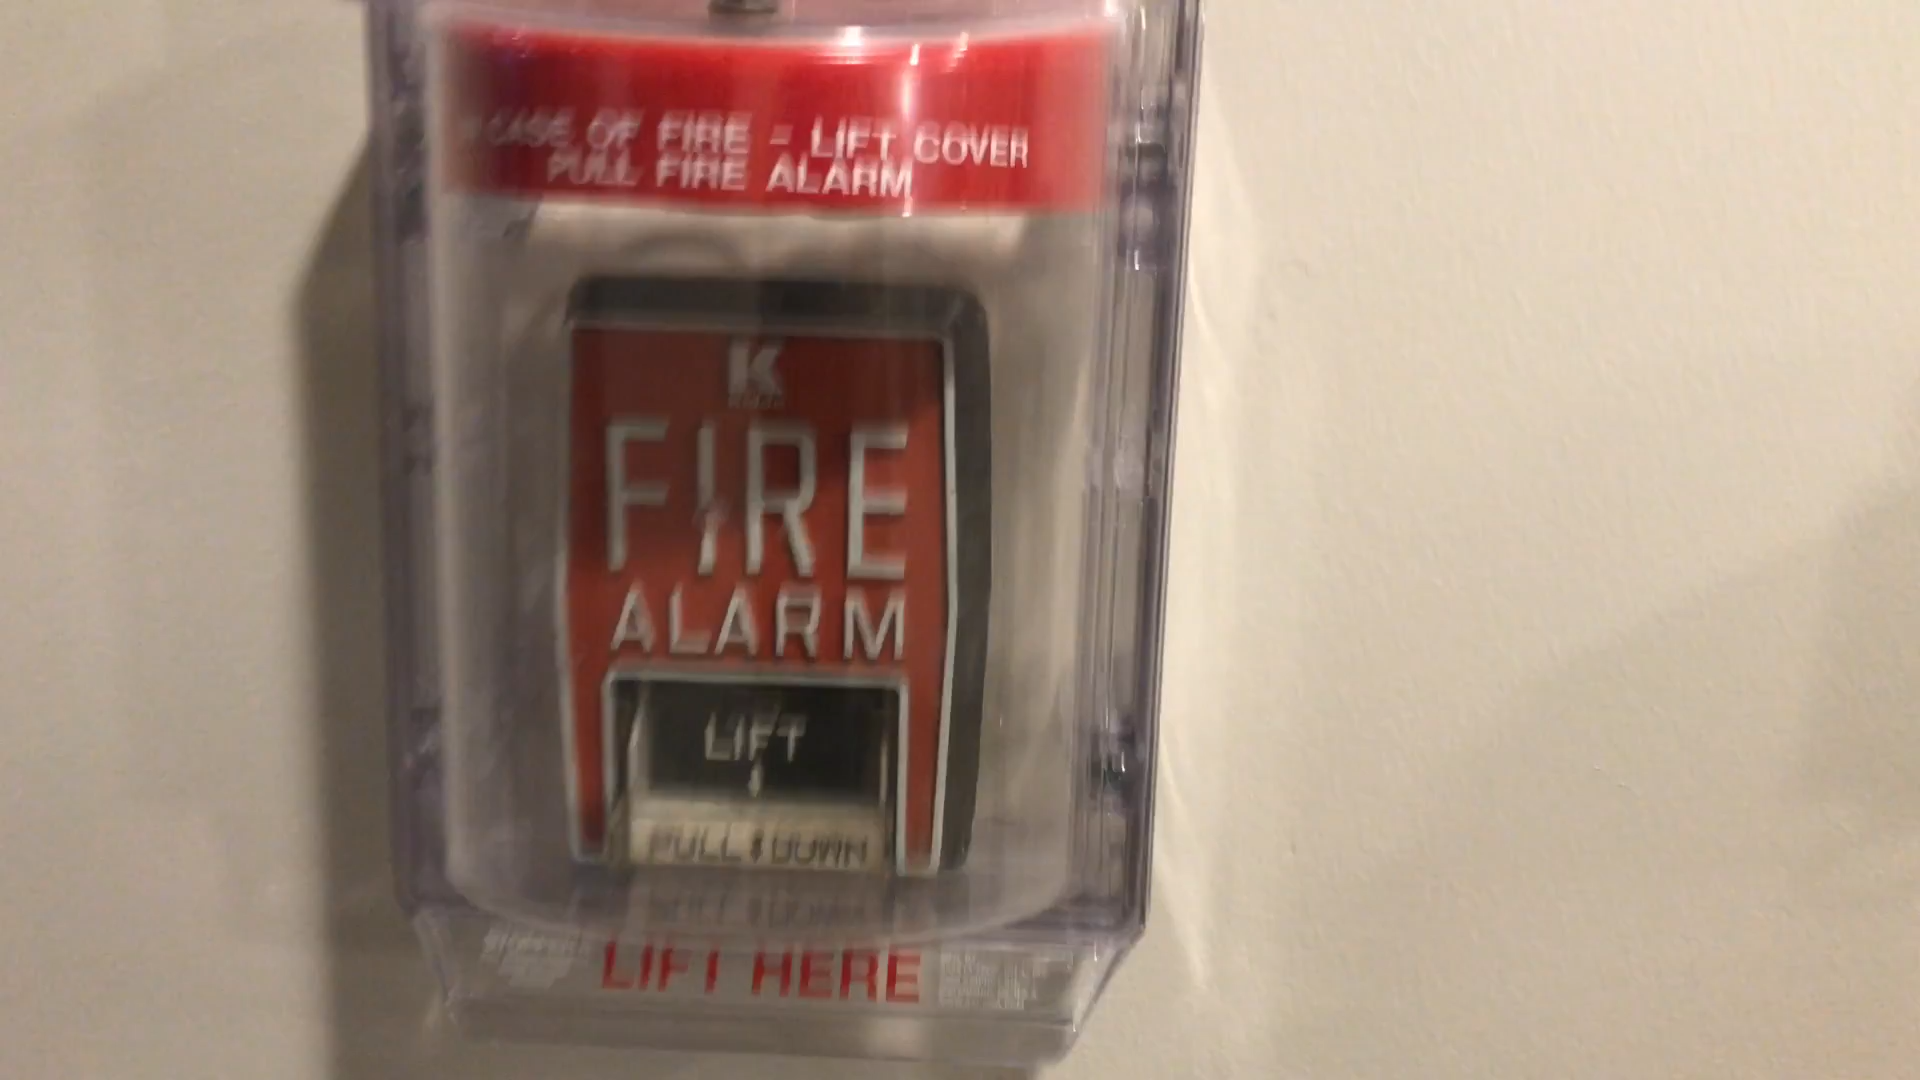 CASE OF FIRE - LIFT COVER
PULL FIRE ALARM
K
FIRE
ALARM
LIFT
PULL DOWN
LIFT HERE